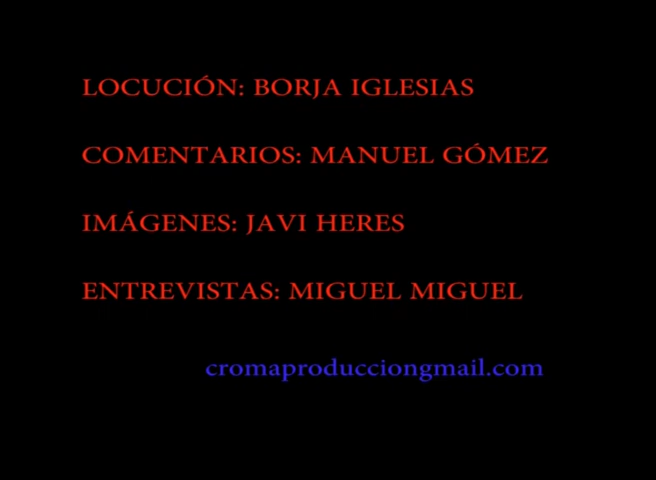 LOCUCIÓN: BORJA IGLESIAS
COMENTARIOS: MANUEL GÓMEZ
IMÁGENES: JAVI HERES
ENTREVISTAS: MIGUEL MIGUEL
cromaproducciongmail.com